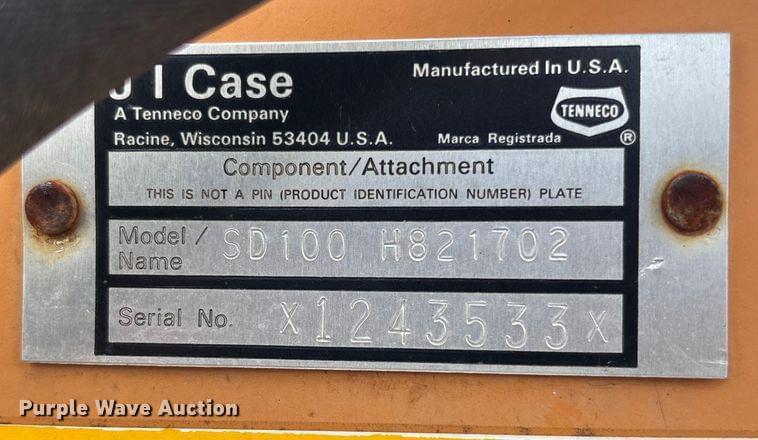 J I Case
Manufactured In U.S.A.
A Tenneco Company
TENNECO
Racine, Wisconsin 53404 U.S.A.
Marca Registrada ®
Component/Attachment
THIS IS NOT A PIN (PRODUCT IDENTIFICATION NUMBER) PLATE
Model / Name SD100 H821702
Serial No. X1243533X
Purple Wave Auction